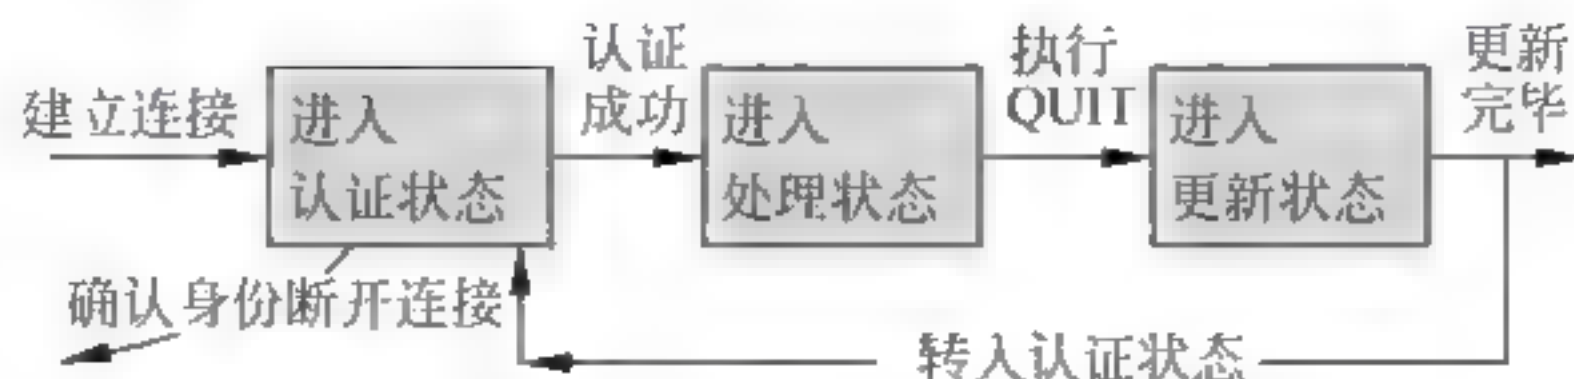 建立连接
进入
认证状态
认证
成功
进入
处理状态
执行
QUIT
进入
更新状态
更新
完毕
确认身份断开连接
转入认证状态